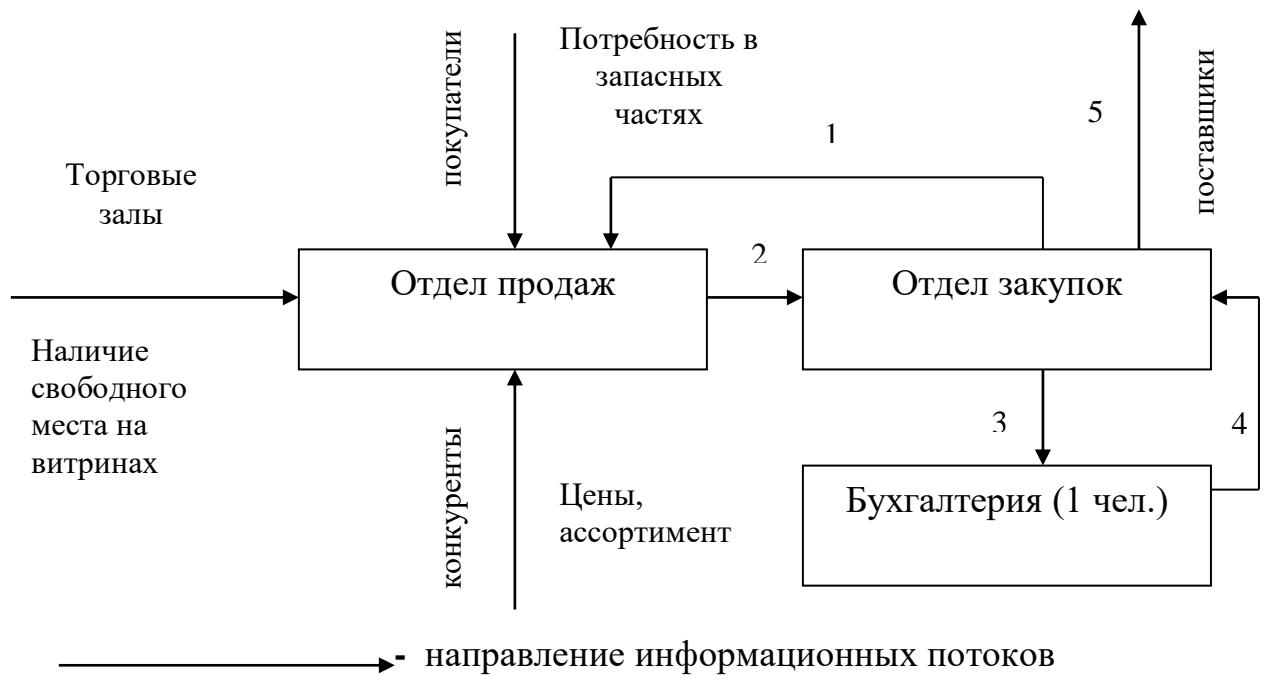 покупатели
Потребность в
запасных
частях
1
5
поставщики
Торговые
залы
Отдел продаж
2
Отдел закупок
Наличие
свободного
места на
витринах
конкуренты
Цены,
ассортимент
3
4
Бухгалтерия (1 чел.)
- направление информационных потоков